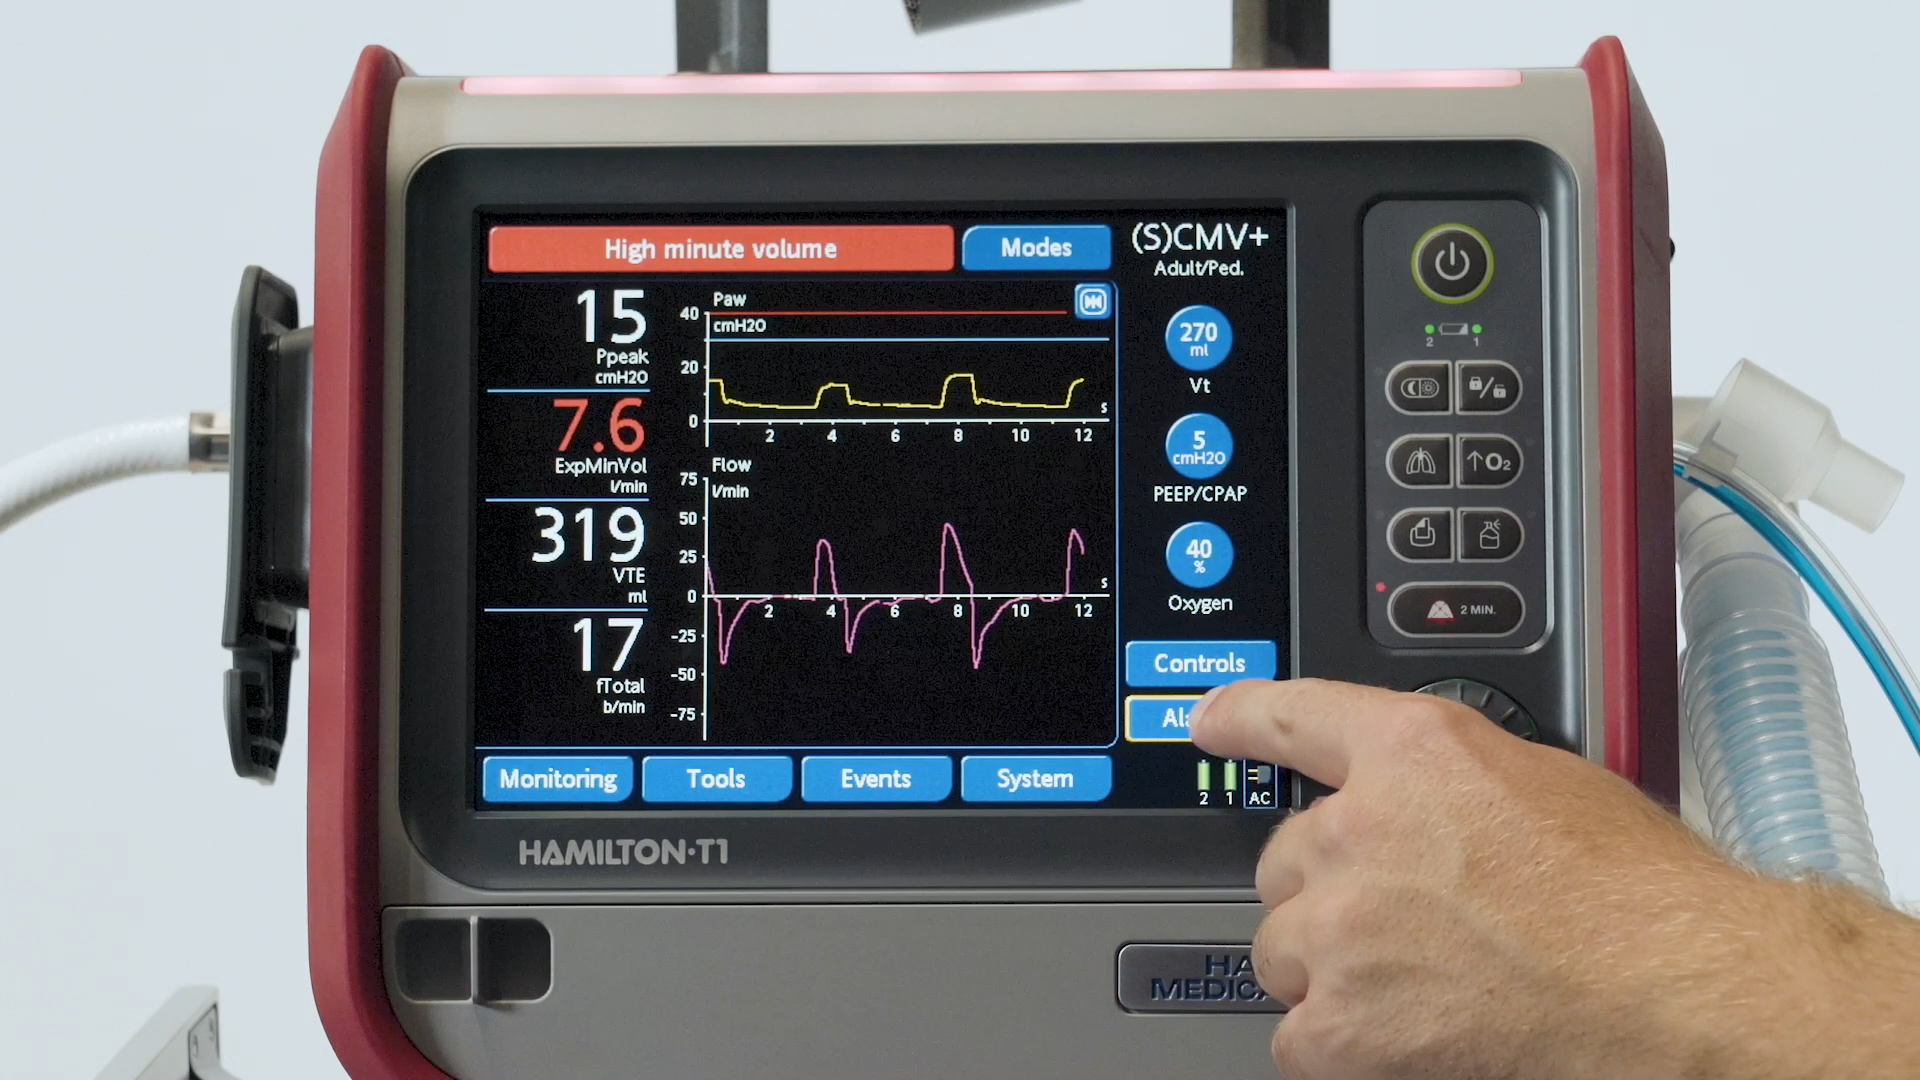 High minute volume
Modes
(S)CMV+
Adult/Ped.
15
Ppeak
cmH2O
7.6
ExpMinVol
l/min
319
VTE
ml
17
fTotal
b/min
Paw
cmH2O
40
20
0
s
2 4 6 8 10 12
Flow
l/min
75
50
25
0
-25
-50
-75
s
2 4 6 8 10 12
270
ml
Vt
5
cmH2O
PEEP/CPAP
40
%
Oxygen
Controls
Monitoring
Tools
Events
System
2 1 AC
2 1
↑O2
2 MIN.
HAMILTON·T1